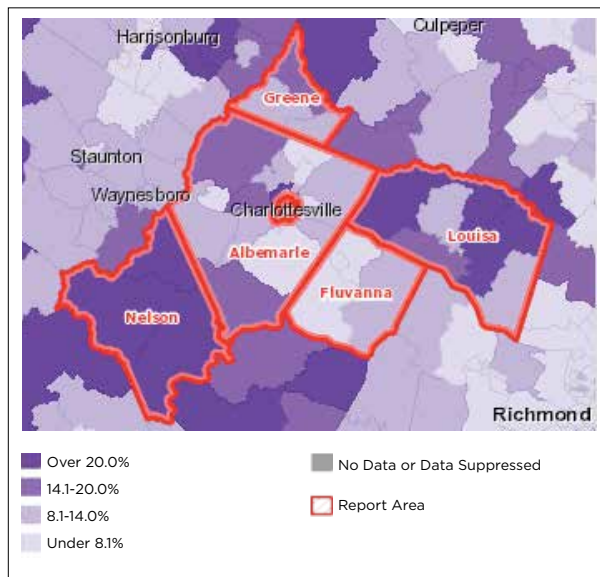 Harrisonburg
Culpeper
Greene
Staunton
Waynesboro
Charlottesville
Albemarle
Louisa
Fluvanna
Nelson
Richmond
Over 20.0%
14.1-20.0%
8.1-14.0%
Under 8.1%
No Data or Data Suppressed
Report Area